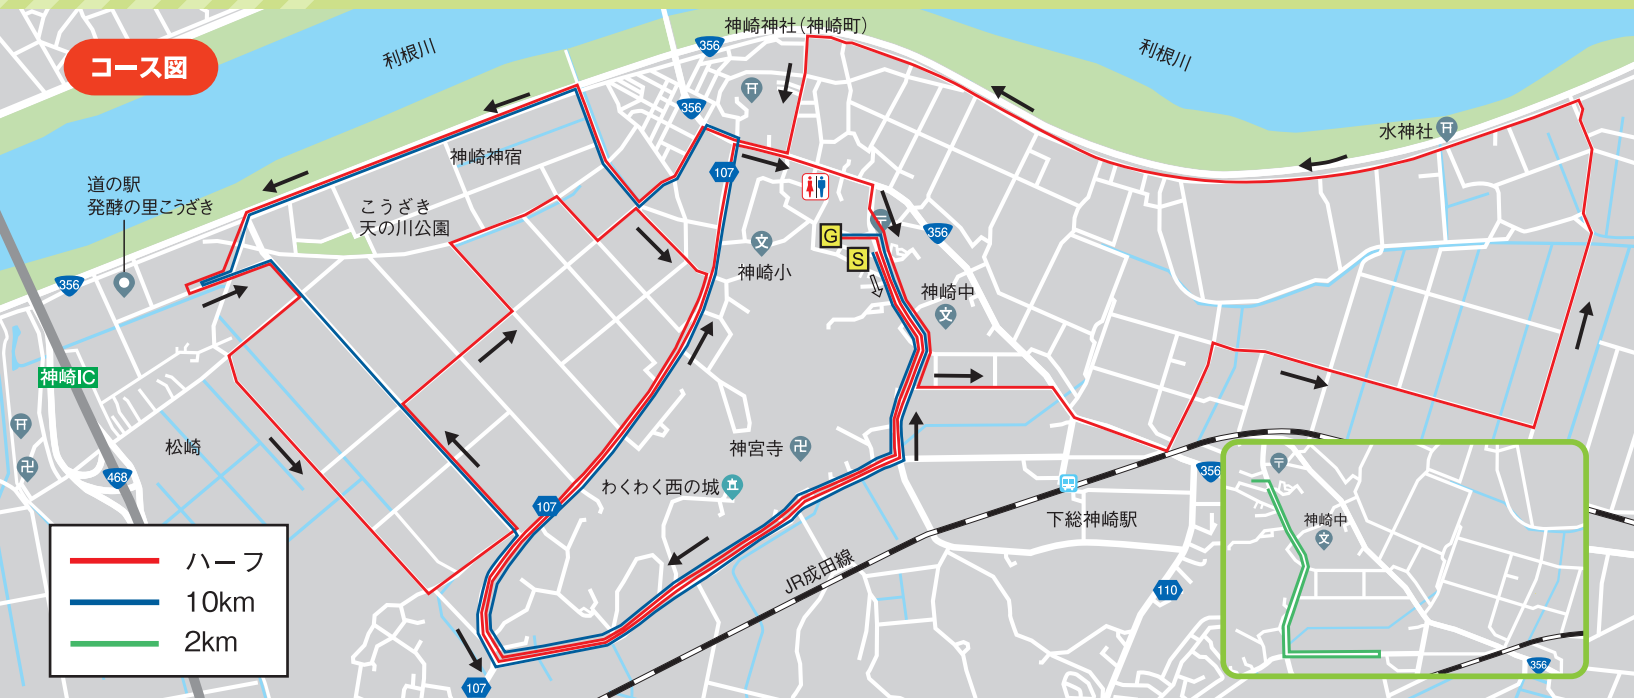 コース図
利根川
356
神崎神社(神崎町)
利根川
356
水神社
神崎神宿
107
道の駅
発酵の里こうざき
こうざき
天の川公園
G
356
S
神崎小
文
356
神崎中
文
神崎IC
松崎
神宮寺
468
わくわく西の城
107
356
下総神崎駅
JR成田線
110
107
ハーフ
10km
2km
神崎中
文
356